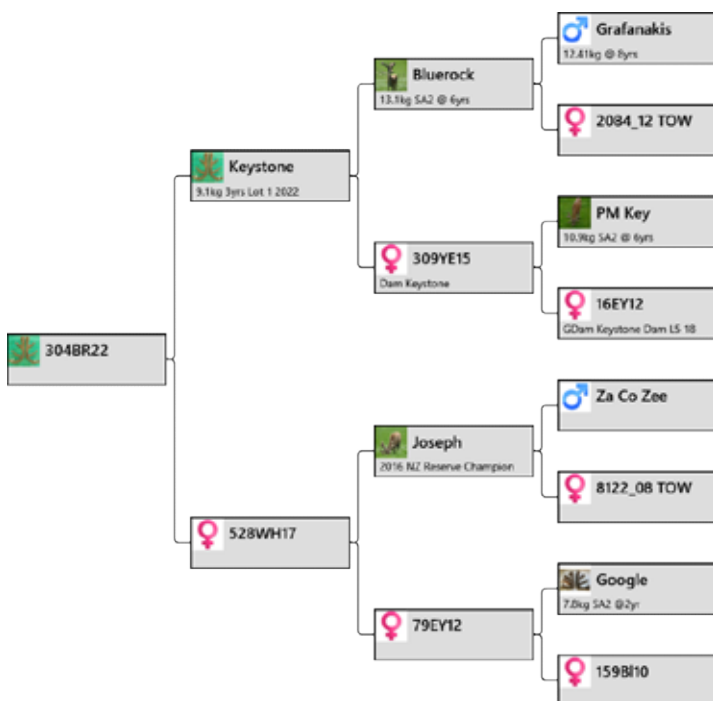 Grafanakis
12.41kg @ 8yrs
Bluerock
13.1kg SA2 @ 6yrs
2084_12 TOW
Keystone
9.1kg 3yrs Lot 1 2022
PM Key
10.9kg SA2 @ 6yrs
309YE15
Dam Keystone
16EY12
GDam Keystone Dam LS 18
304BR22
Za Co Zee
Joseph
2016 NZ Reserve Champion
8122_08 TOW
528WH17
Google
7.8kg SA2 @2yr
79EY12
159Bl10